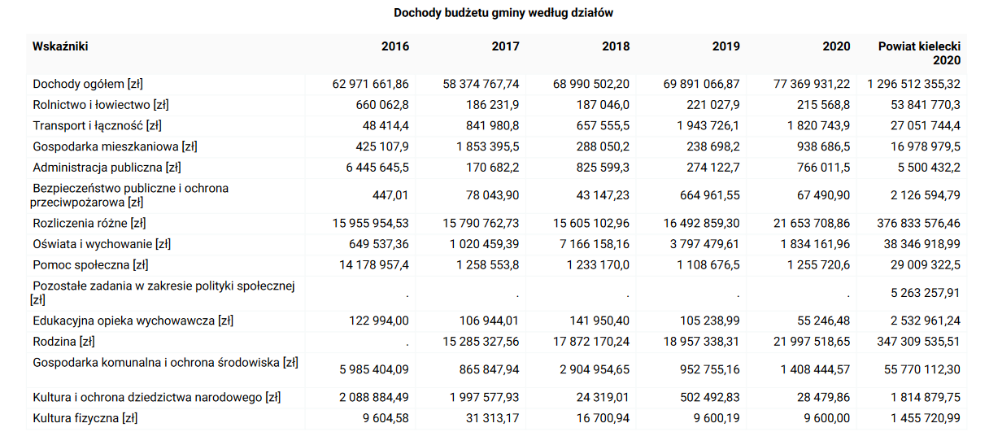 Dochody budżetu gminy według działów
Wskaźniki 2016 2017 2018 2019 2020 Powiat kielecki
2020
Dochody ogółem [zł] 62 971 661,86 58 374 767,74 68 990 502,20 69 891 066,87 77 369 931,22 1 296 512 355,32
Rolnictwo i łowiectwo [zł] 660 062,8 186 231,9 187 046,0 221 027,9 215 568,8 53 841 770,3
Transport i łączność [zł] 48 414,4 841 980,8 657 555,5 1 943 726,1 1 820 743,9 27 051 744,4
Gospodarka mieszkaniowa [zł] 425 107,9 1 853 395,5 288 050,2 238 698,2 938 686,5 16 978 979,5
Administracja publiczna [zł] 6 445 645,5 170 682,2 825 599,3 274 122,7 766 011,5 5 500 432,2
Bezpieczeństwo publiczne i ochrona
przeciwpożarowa [zł] 447,01 78 043,90 43 147,23 664 961,55 67 490,90 2 126 594,79
Rozliczenia różne [zł] 15 955 954,53 15 790 762,73 15 605 102,96 16 492 859,30 21 653 708,86 376 833 576,46
Oświata i wychowanie [zł] 649 537,36 1 020 459,39 7 166 158,16 3 797 479,61 1 834 161,96 38 346 918,99
Pomoc społeczna [zł] 14 178 957,4 1 258 553,8 1 233 170,0 1 108 676,5 1 255 720,6 29 009 322,5
Pozostałe zadania w zakresie polityki społecznej
[zł] . . . . . 5 263 257,91
Edukacyjna opieka wychowawcza [zł] 122 994,00 106 944,01 141 950,40 105 238,99 55 246,48 2 532 961,24
Rodzina [zł] . 15 285 327,56 17 872 170,24 18 957 338,31 21 997 518,65 347 309 535,51
Gospodarka komunalna i ochrona środowiska [zł] 5 985 404,09 865 847,94 2 904 954,65 952 755,16 1 408 444,57 55 770 112,30
Kultura i ochrona dziedzictwa narodowego [zł] 2 088 884,49 1 997 577,93 24 319,01 502 492,83 28 479,86 1 814 879,75
Kultura fizyczna [zł] 9 604,58 31 313,17 16 700,94 9 600,19 9 600,00 1 455 720,99